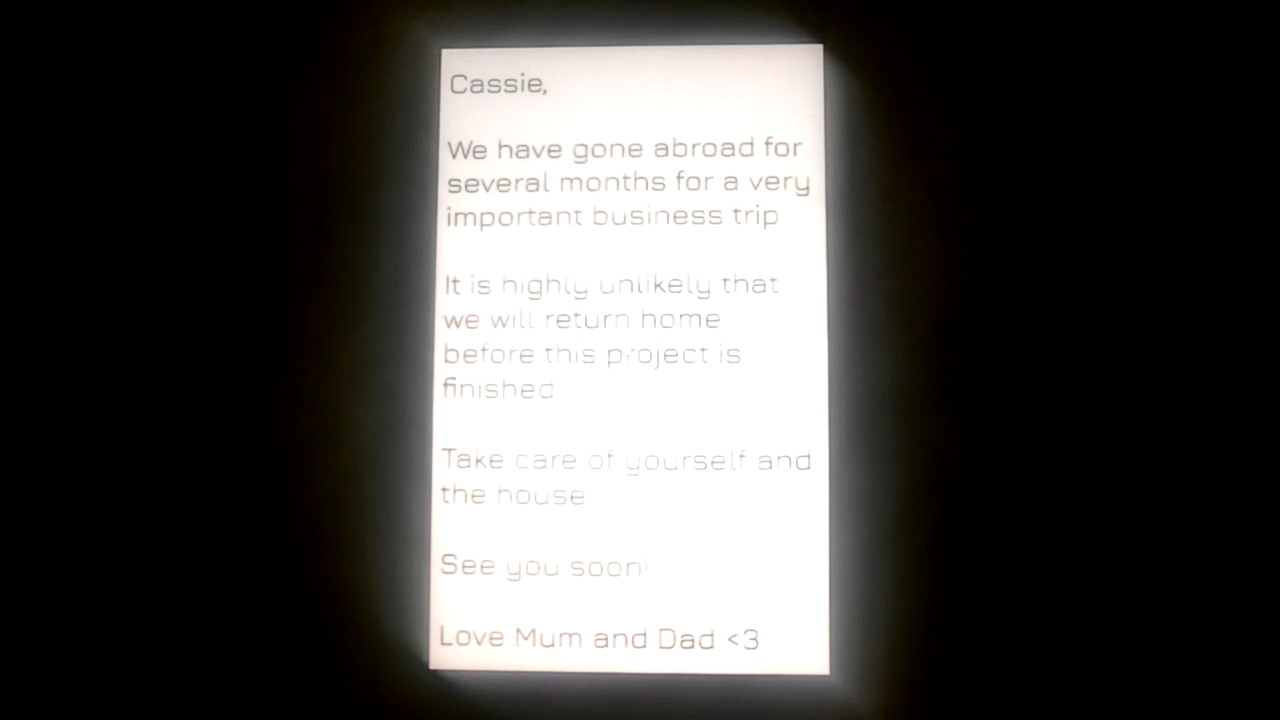 Cassie,
We have gone abroad for
several months for a very
important business trip
It is highly unlikely that
we will return home
before this project is
finished
Take care of yourself and
the house
See you soon!
Love Mum and Dad <3